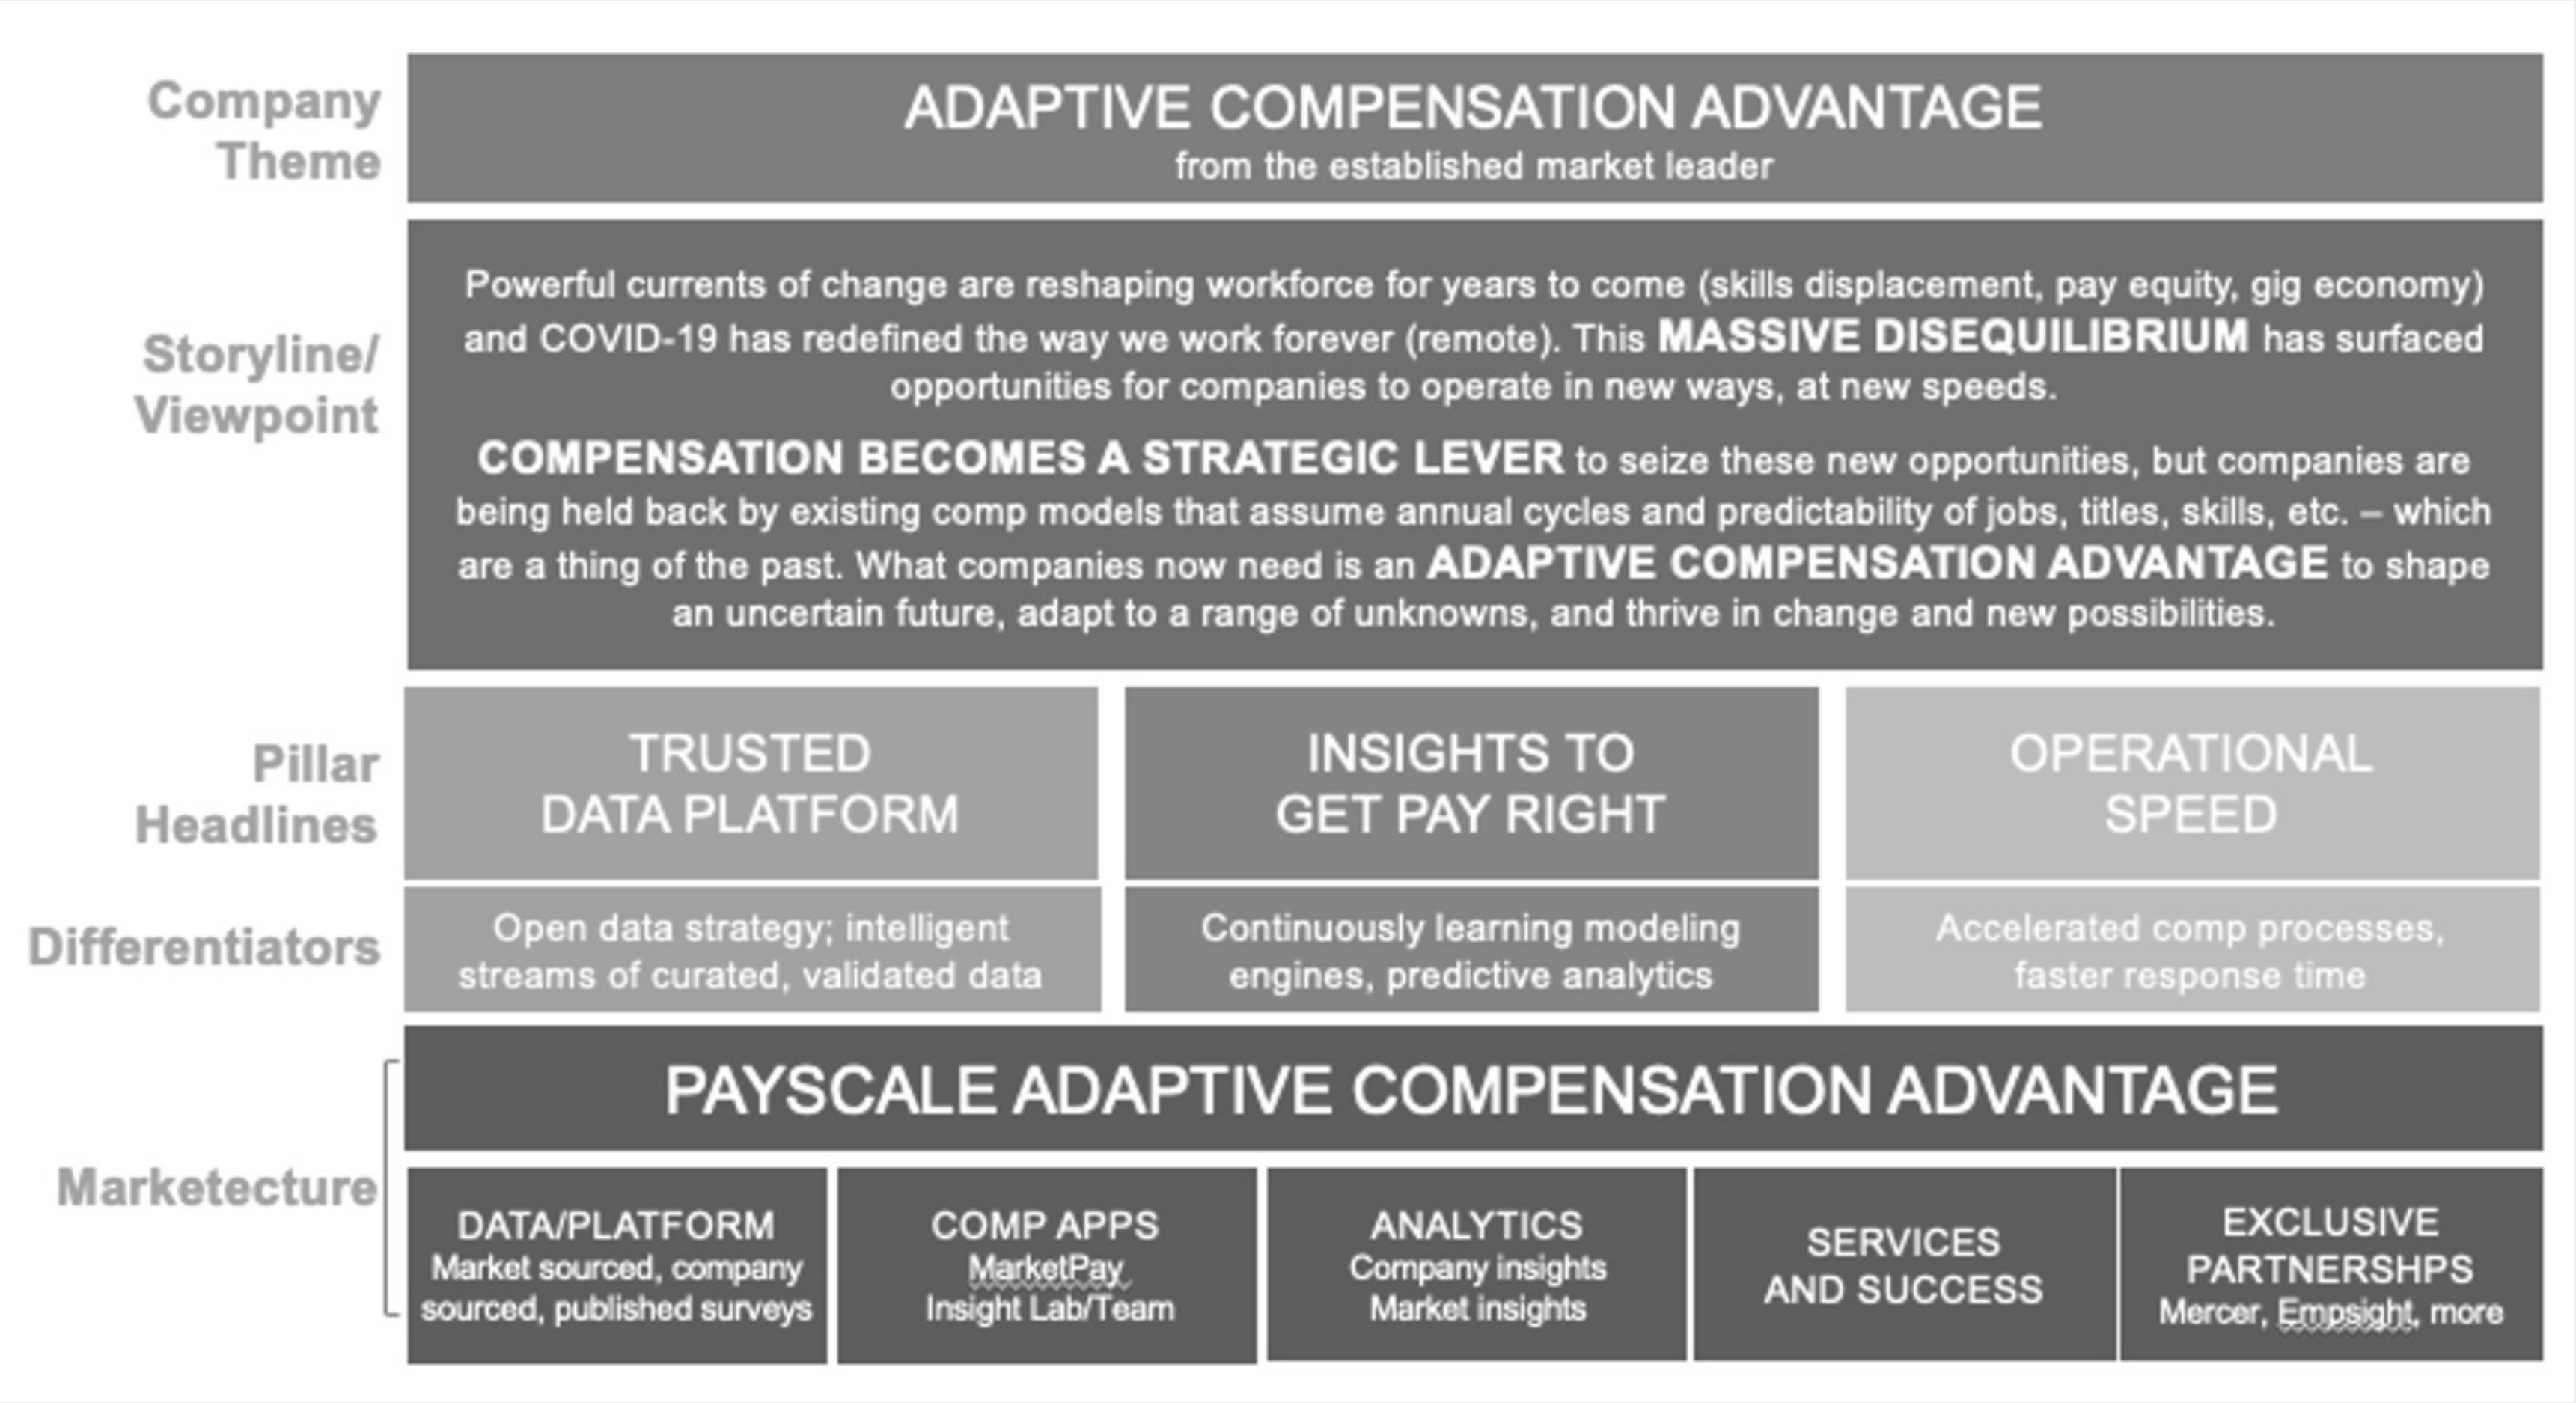 Company
Theme
ADAPTIVE COMPENSATION ADVANTAGE
from the established market leader
Storyline/
Viewpoint
Powerful currents of change are reshaping workforce for years to come (skills displacement, pay equity, gig economy)
and COVID-19 has redefined the way we work forever (remote). This MASSIVE DISEQUILIBRIUM has surfaced
opportunities for companies to operate in new ways, at new speeds.
COMPENSATION BECOMES A STRATEGIC LEVER to seize these new opportunities, but companies are
being held back by existing comp models that assume annual cycles and predictability of jobs, titles, skills, etc. – which
are a thing of the past. What companies now need is an ADAPTIVE COMPENSATION ADVANTAGE to shape
an uncertain future, adapt to a range of unknowns, and thrive in change and new possibilities.
Pillar
Headlines
TRUSTED
DATA PLATFORM
INSIGHTS TO
GET PAY RIGHT
OPERATIONAL
SPEED
Differentiators
Open data strategy; intelligent
streams of curated, validated data
Continuously learning modeling
engines, predictive analytics
Accelerated comp processes,
faster response time
Marketecture
PAYSCALE ADAPTIVE COMPENSATION ADVANTAGE
DATA/PLATFORM
Market sourced, company
sourced, published surveys
COMP APPS
MarketPay
Insight Lab/Team
ANALYTICS
Company insights
Market insights
SERVICES
AND SUCCESS
EXCLUSIVE
PARTNERSHPS
Mercer, Empsight, more